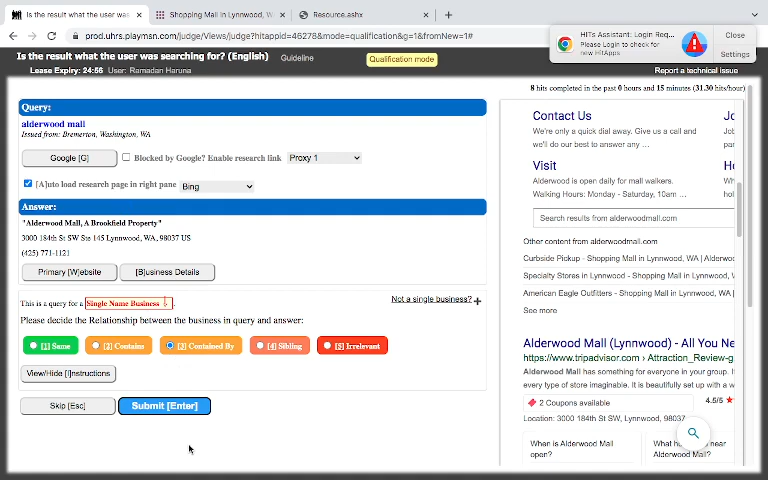 Is the result what the user was
Shopping Mall in Lynnwood, W
Resource.ashx
prod.uhrs.playmsn.com/judge/Views/judge?hitappid=46278&mode=qualification&g=1&fromNew=1#
HITs Assistant: Login Req...
Please Login to check for
new HitApps
Close
Settings
Is the result what the user was searching for? (English)
Guideline
Qualification mode
Lease Expiry: 24:56 User: Ramadan Haruna
Report a technical issue
8 hits completed in the past 0 hours and 15 minutes (31.30 hits/hour)
Query:
alderwood mall
Issued from: Bremerton, Washington, WA
Google [G]
Blocked by Google? Enable research link
Proxy 1
[A]uto load research page in right pane
Bing
Answer:
"Alderwood Mall, A Brookfield Property"
3000 184th St SW Ste 145 Lynnwood, WA, 98037 US
(425) 771-1121
Primary [W]ebsite
[B]usiness Details
This is a query for a Single Name Business .
Not a single business? +
Please decide the Relationship between the business in query and answer:
[1] Same
[2] Contains
[3] Contained By
[4] Sibling
[5] Irrelevant
View/Hide [I]nstructions
Skip [Esc]
Submit [Enter]
Contact Us
We're only a quick dial away. Give us a call and
we'll do our best to answer any ...
Visit
Alderwood is open daily for mall walkers.
Walking Hours: Monday - Saturday, 10am ...
Search results from alderwoodmall.com
Other content from alderwoodmall.com
Curbside Pickup - Shopping Mall in Lynnwood, WA | Alderwoo
Specialty Stores in Lynnwood - Shopping Mall in Lynnwood,
American Eagle Outfitters - Shopping Mall in Lynnwood, WA |
See more
Alderwood Mall (Lynnwood) - All You Ne
https://www.tripadvisor.com › Attraction_Review-g
Alderwood Mall has something for everyone in your group. I
every type of store imaginable. It is beautifully set up with a w
2 Coupons available
4.5/5
Location: 3000 184th St SW, Lynnwood, 98037
When is Alderwood Mall
open?
What near
Alderwood Mall?